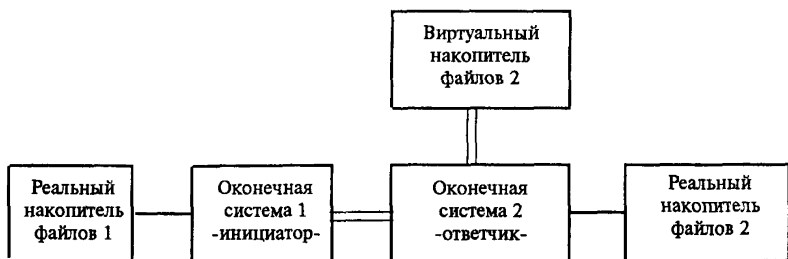 Виртуальный
накопитель
файлов 2
Реальный
накопитель
файлов 1
Оконечная
система 1
-инициатор-
Оконечная
система 2
-ответчик-
Реальный
накопитель
файлов 2